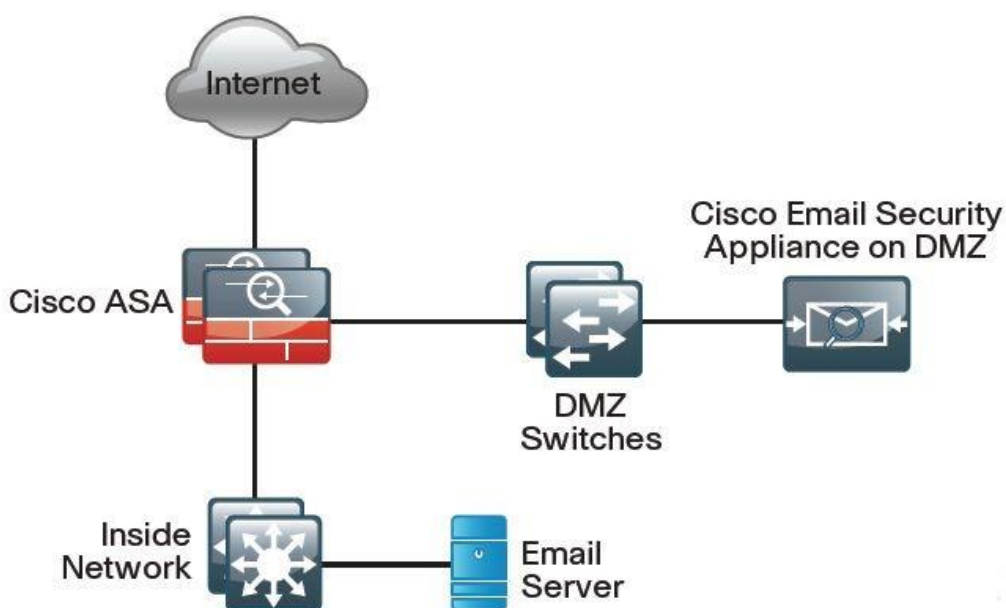 Internet
Cisco Email Security
Appliance on DMZ
Cisco ASA
DMZ
Switches
Inside
Network
Email
Server